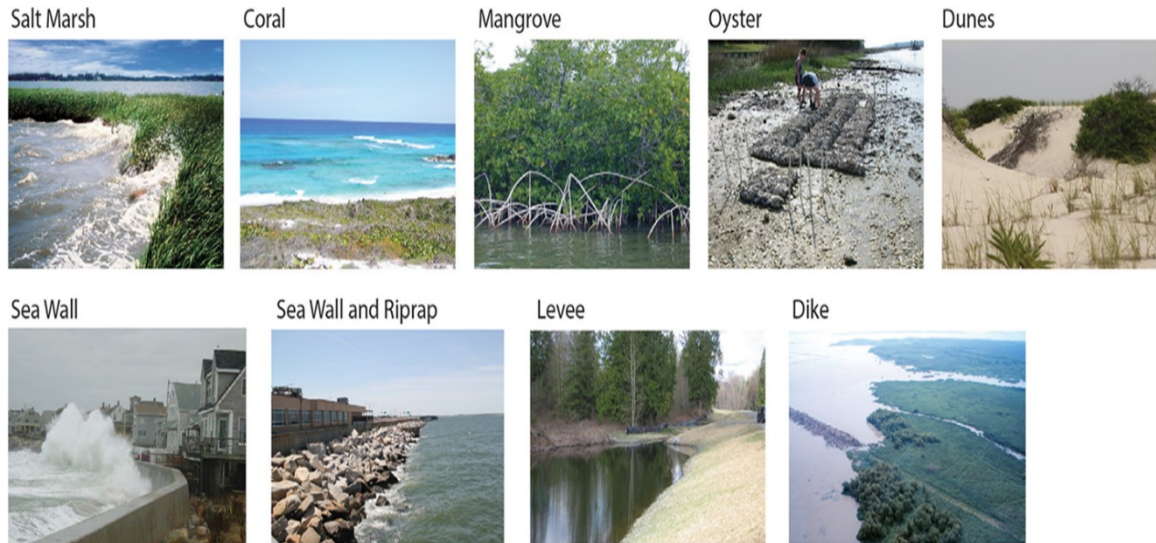 Salt Marsh
Coral
Mangrove
Oyster
Dunes
Sea Wall
Sea Wall and Riprap
Levee
Dike